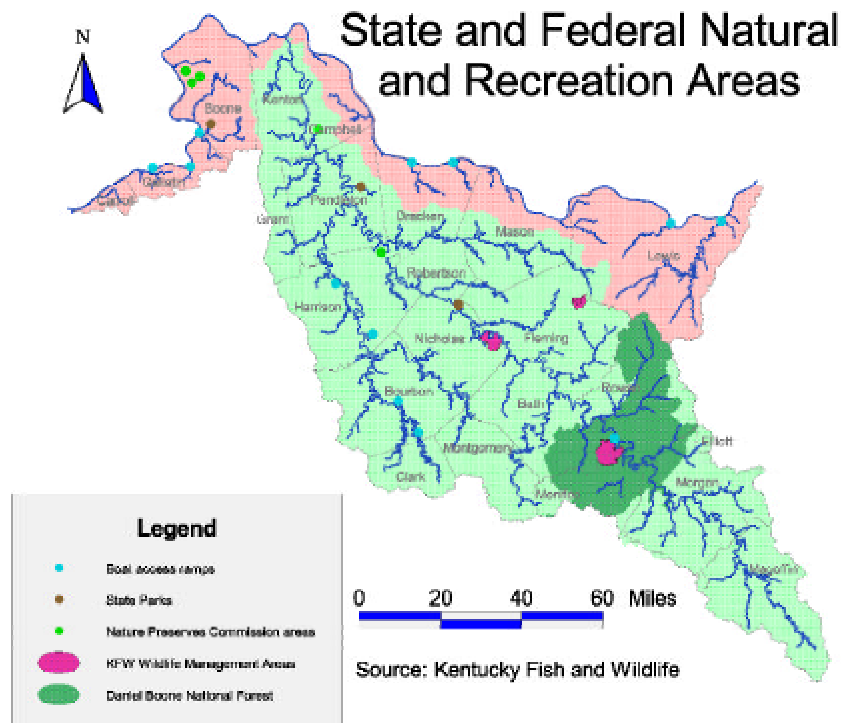 State and Federal Natural
and Recreation Areas
N
Kenton
Boone
Campbell
Gallatin
Carroll
Pendleton
Grant
Bracken
Mason
Lewis
Robertson
Harrison
Nicholas
Fleming
Rowan
Bourbon
Bath
Elliott
Montgomery
Clark
Menifee
Morgan
Magoffin
Legend
Boat access ramps
State Parks
Nature Preserves Commission areas
KFW Wildlife Management Areas
Daniel Boone National Forest
0 20 40 60 Miles
Source: Kentucky Fish and Wildlife